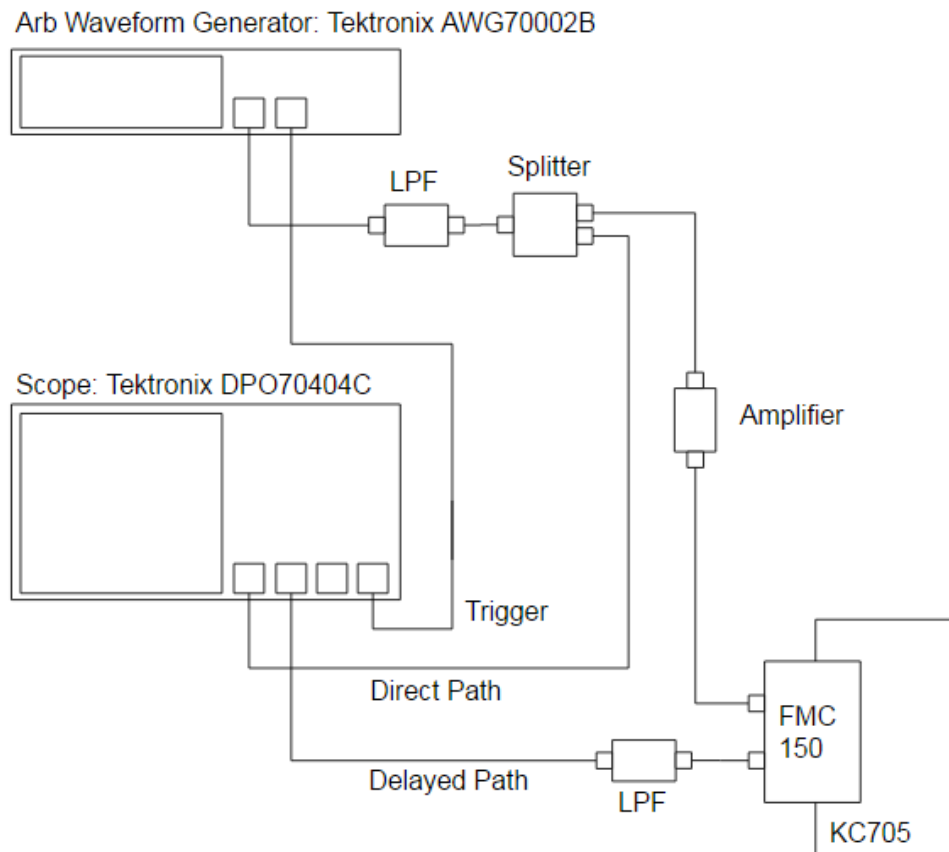 Arb Waveform Generator: Tektronix AWG70002B
Splitter
LPF
Scope: Tektronix DPO70404C
Amplifier
Trigger
Direct Path
FMC
150
Delayed Path
LPF
KC705